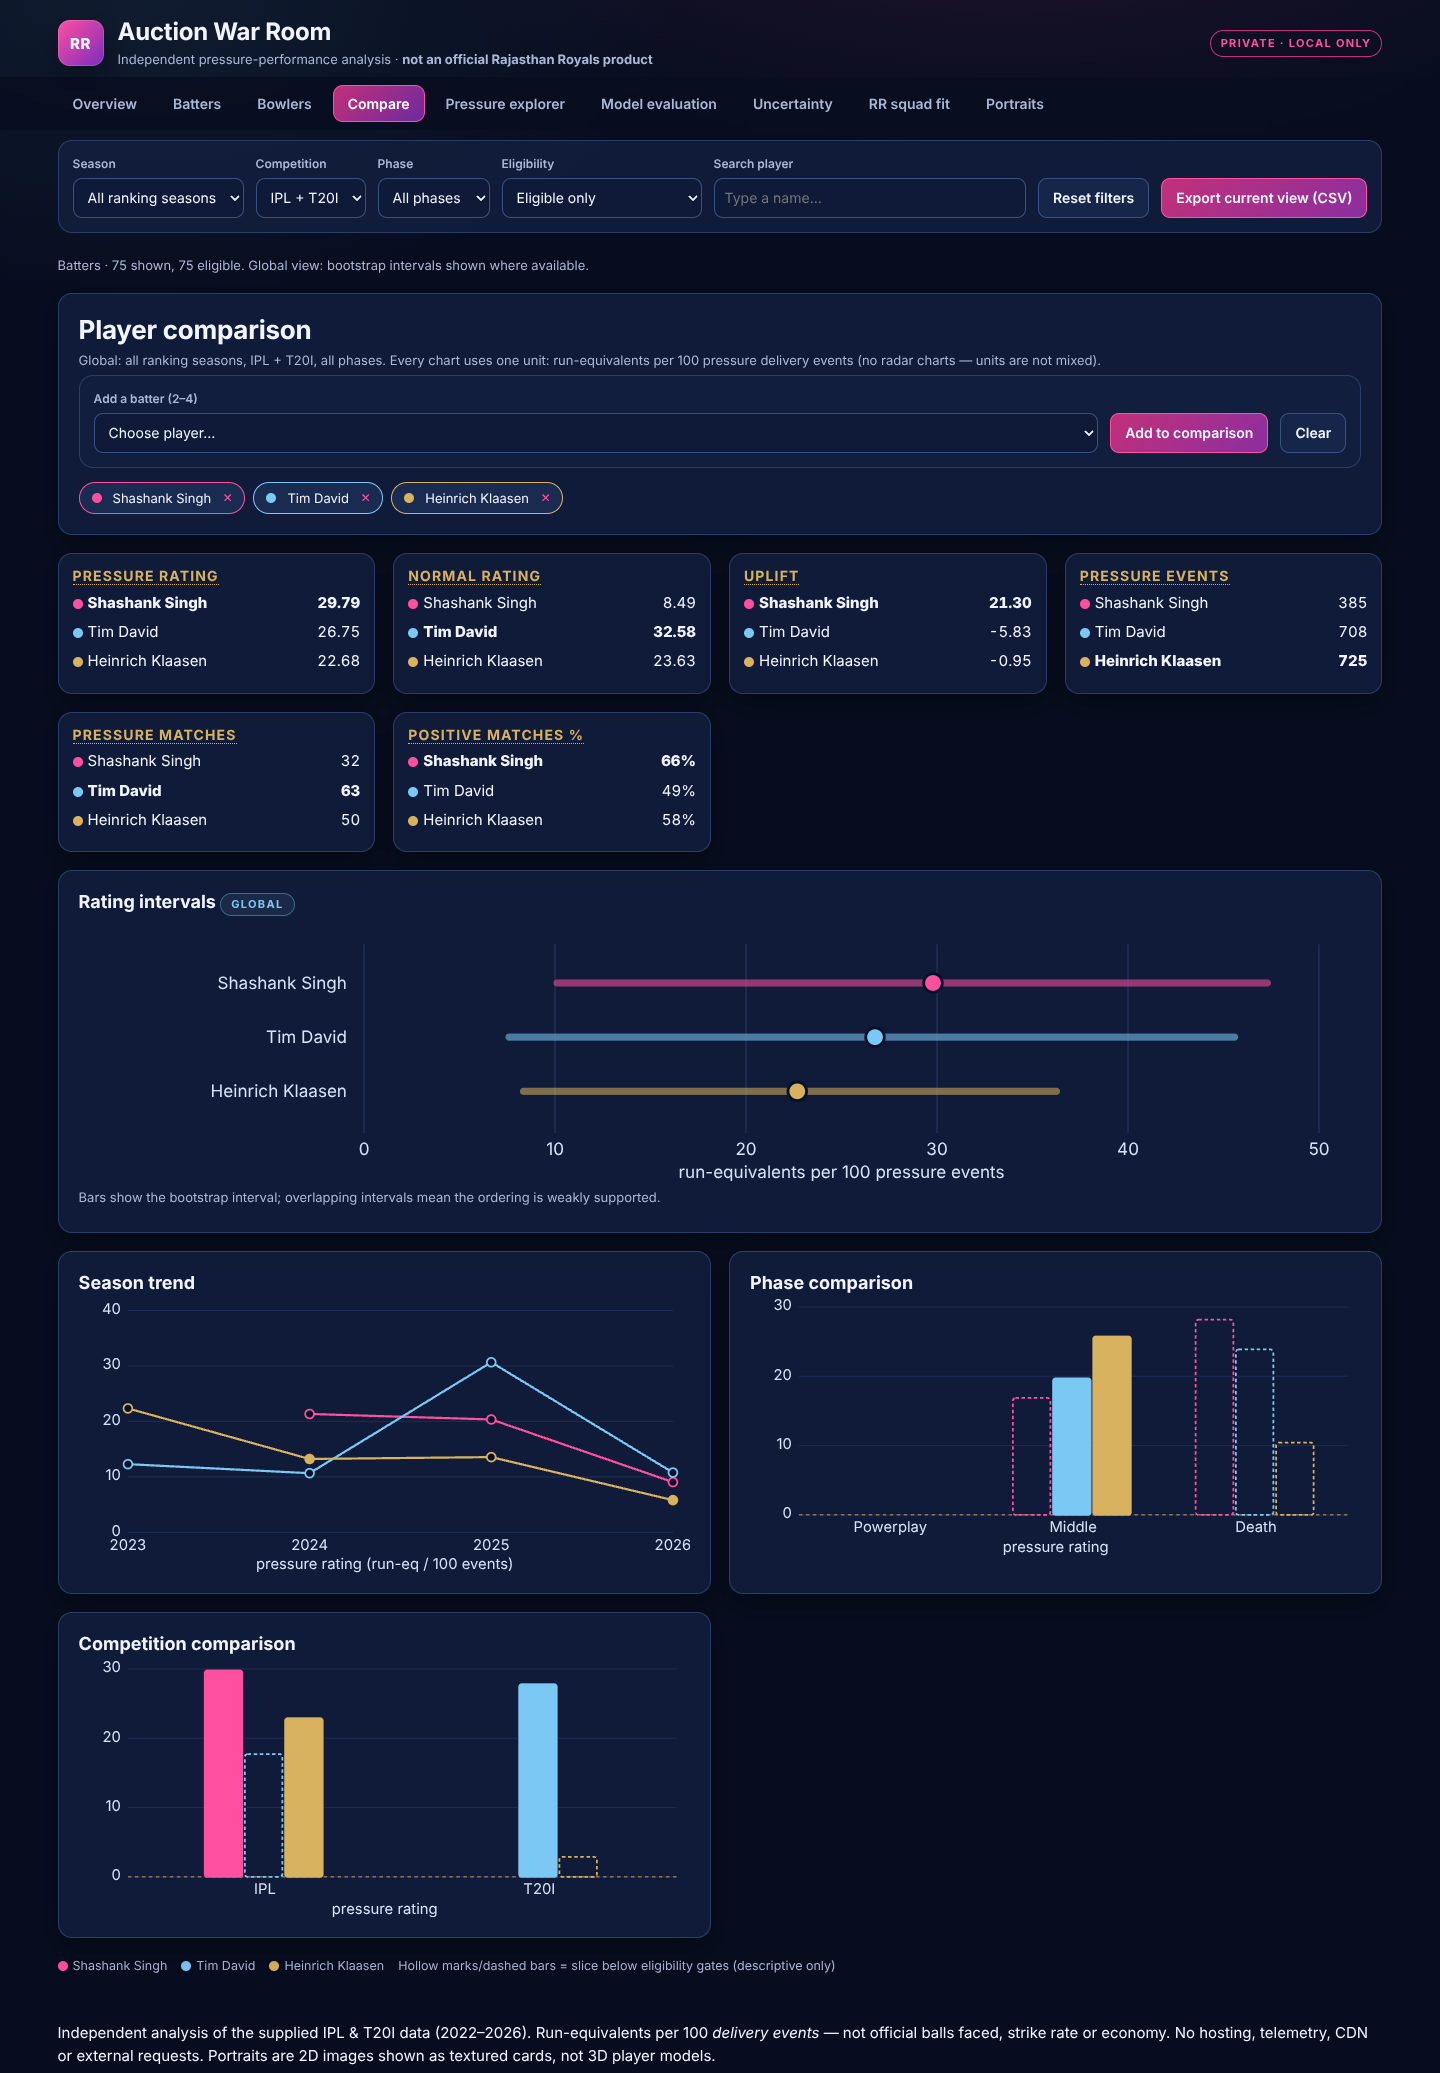 RR
Auction War Room
Independent pressure-performance analysis · not an official Rajasthan Royals product
PRIVATE · LOCAL ONLY
Overview Batters Bowlers Compare Pressure explorer Model evaluation Uncertainty RR squad fit Portraits
Season Competition Phase Eligibility Search player
All ranking seasons IPL + T20I All phases Eligible only Type a name... Reset filters Export current view (CSV)
Batters · 75 shown, 75 eligible. Global view: bootstrap intervals shown where available.
Player comparison
Global: all ranking seasons, IPL + T20I, all phases. Every chart uses one unit: run-equivalents per 100 pressure delivery events (no radar charts — units are not mixed).
Add a batter (2–4)
Choose player... Add to comparison Clear
Shashank Singh × Tim David × Heinrich Klaasen ×
PRESSURE RATING
Shashank Singh 29.79
Tim David 26.75
Heinrich Klaasen 22.68
NORMAL RATING
Shashank Singh 8.49
Tim David 32.58
Heinrich Klaasen 23.63
UPLIFT
Shashank Singh 21.30
Tim David -5.83
Heinrich Klaasen -0.95
PRESSURE EVENTS
Shashank Singh 385
Tim David 708
Heinrich Klaasen 725
PRESSURE MATCHES
Shashank Singh 32
Tim David 63
Heinrich Klaasen 50
POSITIVE MATCHES %
Shashank Singh 66%
Tim David 49%
Heinrich Klaasen 58%
Rating intervals GLOBAL
Shashank Singh
Tim David
Heinrich Klaasen
0 10 20 30 40 50
run-equivalents per 100 pressure events
Bars show the bootstrap interval; overlapping intervals mean the ordering is weakly supported.
Season trend
40
30
20
10
0
2023 2024 2025 2026
pressure rating (run-eq / 100 events)
Phase comparison
30
20
10
0
Powerplay Middle Death
pressure rating
Competition comparison
30
20
10
0
IPL T20I
pressure rating
Shashank Singh Tim David Heinrich Klaasen Hollow marks/dashed bars = slice below eligibility gates (descriptive only)
Independent analysis of the supplied IPL & T20I data (2022–2026). Run-equivalents per 100 delivery events — not official balls faced, strike rate or economy. No hosting, telemetry, CDN
or external requests. Portraits are 2D images shown as textured cards, not 3D player models.